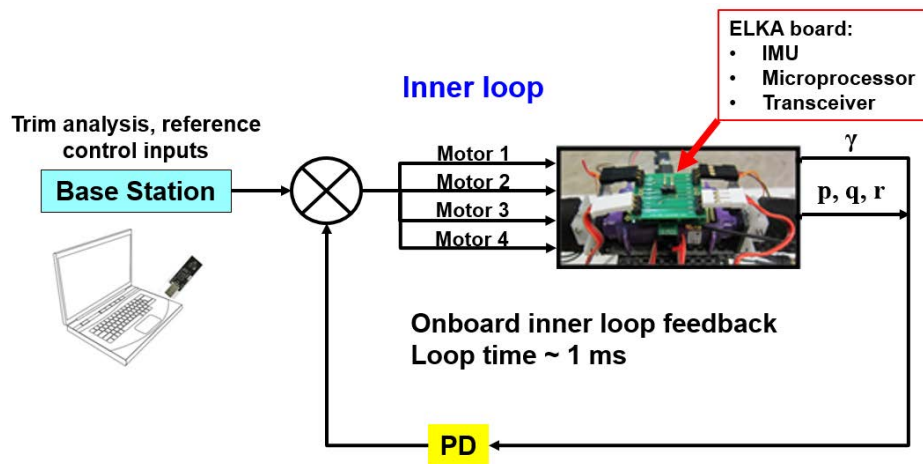 ELKA board:
• IMU
• Microprocessor
• Transceiver
Inner loop
Trim analysis, reference
control inputs
Base Station
Motor 1
Motor 2
Motor 3
Motor 4
γ
p, q, r
Onboard inner loop feedback
Loop time ~ 1 ms
PD